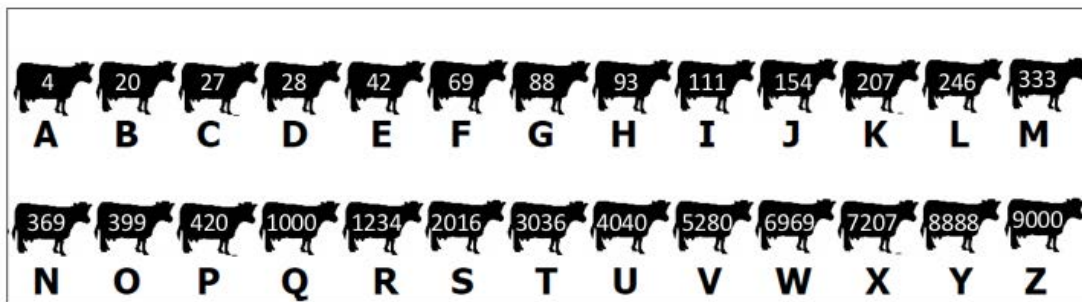 4 20 27 28 42 69 88 93 111 154 207 246 333
A B C D E F G H I J K L M
369 399 420 1000 1234 2016 3036 4040 5280 6969 7207 8888 9000
N O P Q R S T U V W X Y Z